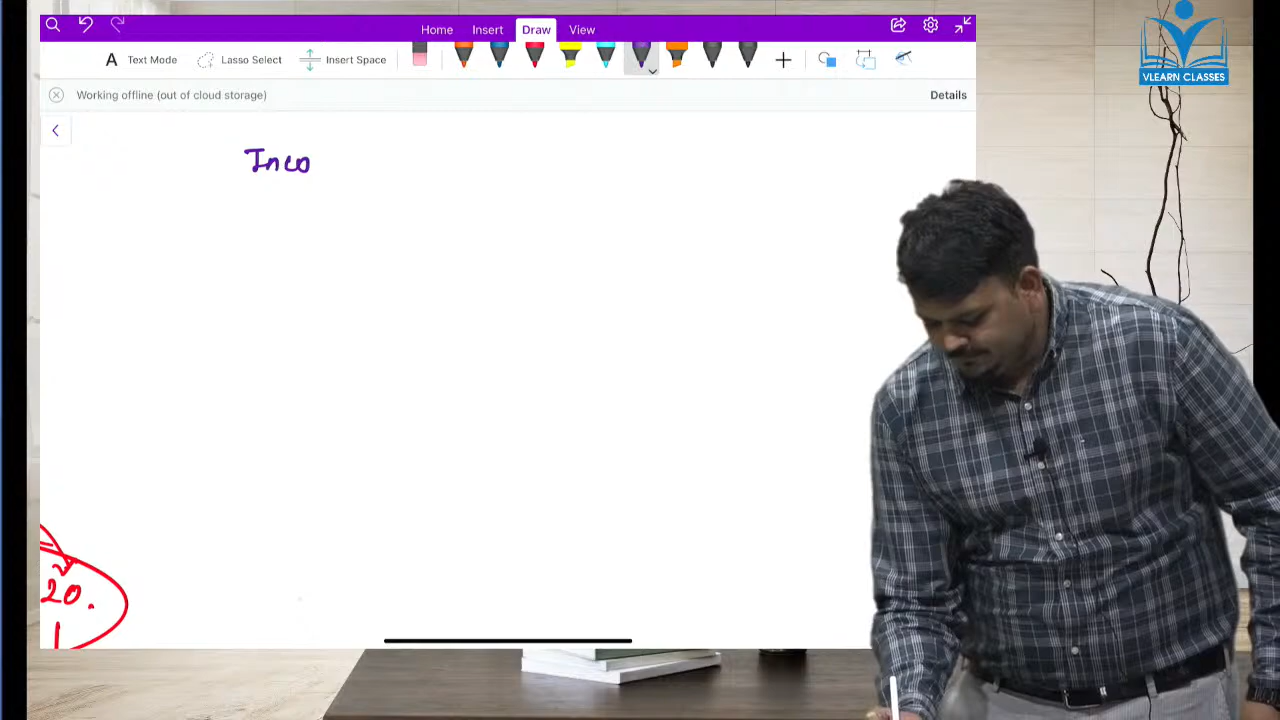 Home Insert Draw View
A Text Mode Lasso Select Insert Space
Working offline (out of cloud storage) Details
VLEARN CLASSES
Inco
20.